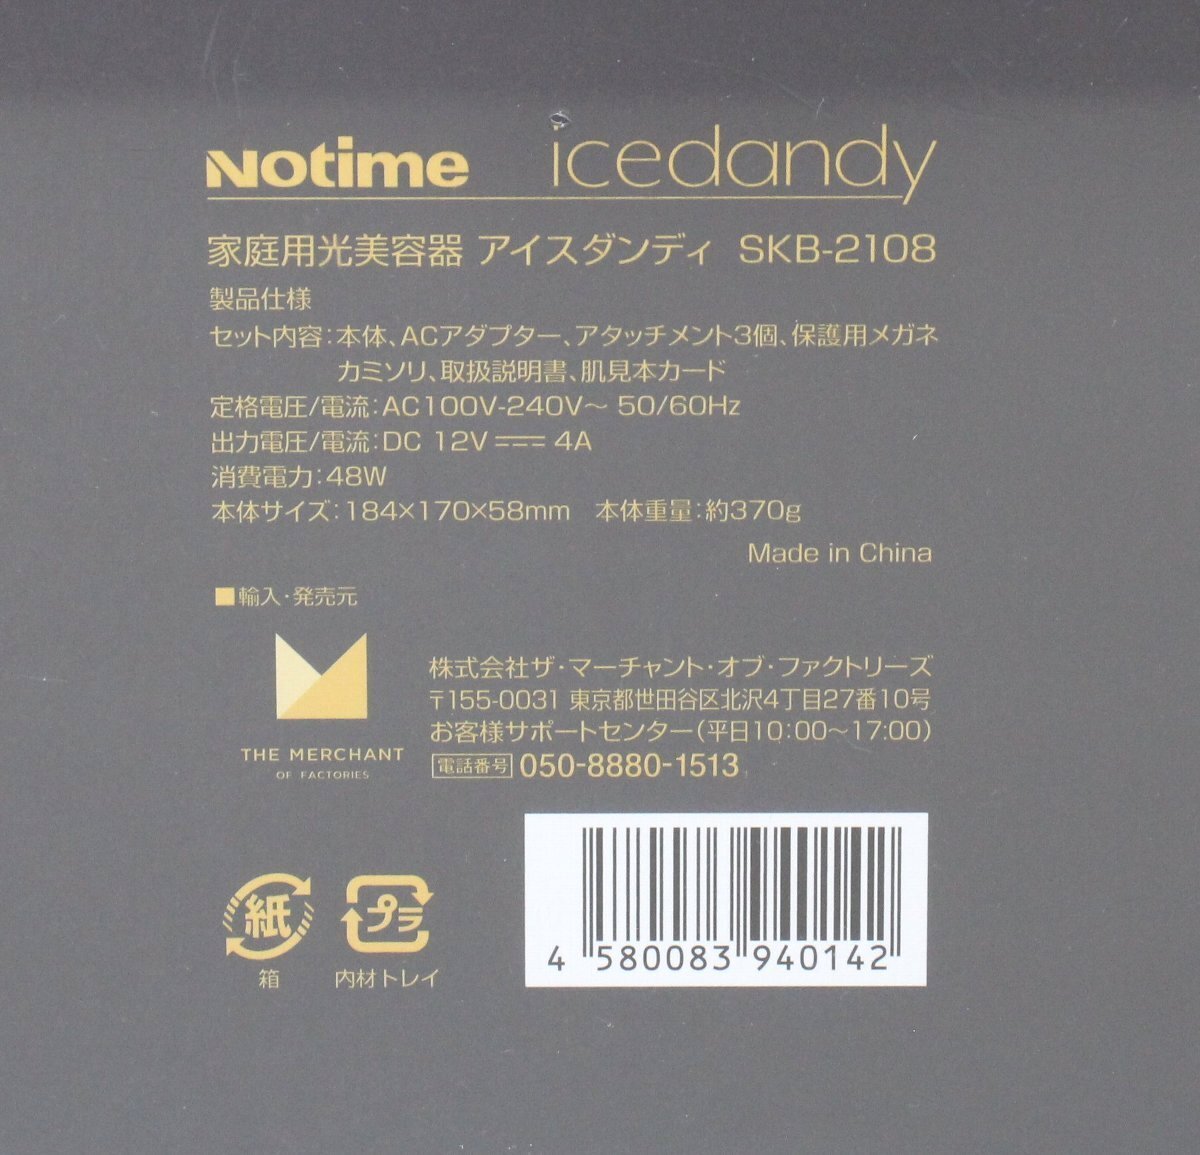 Notime icedandy
家庭用光美容器 アイスダンディ SKB-2108
製品仕様
セット内容:本体、ACアダプター、アタッチメント3個、保護用メガネ
カミソリ、取扱説明書、肌見本カード
定格電圧/電流:AC100V-240V～ 50/60Hz
出力電圧/電流:DC 12V⎓4A
消費電力:48W
本体サイズ:184×170×58mm 本体重量:約370g
Made in China
■輸入・発売元
株式会社ザ・マーチャント・オブ・ファクトリーズ
〒155-0031 東京都世田谷区北沢4丁目27番10号
お客様サポートセンター(平日10:00～17:00)
電話番号 050-8880-1513
THE MERCHANT
OF FACTORIES
紙 プラ
箱 内材トレイ
4 580083 940142